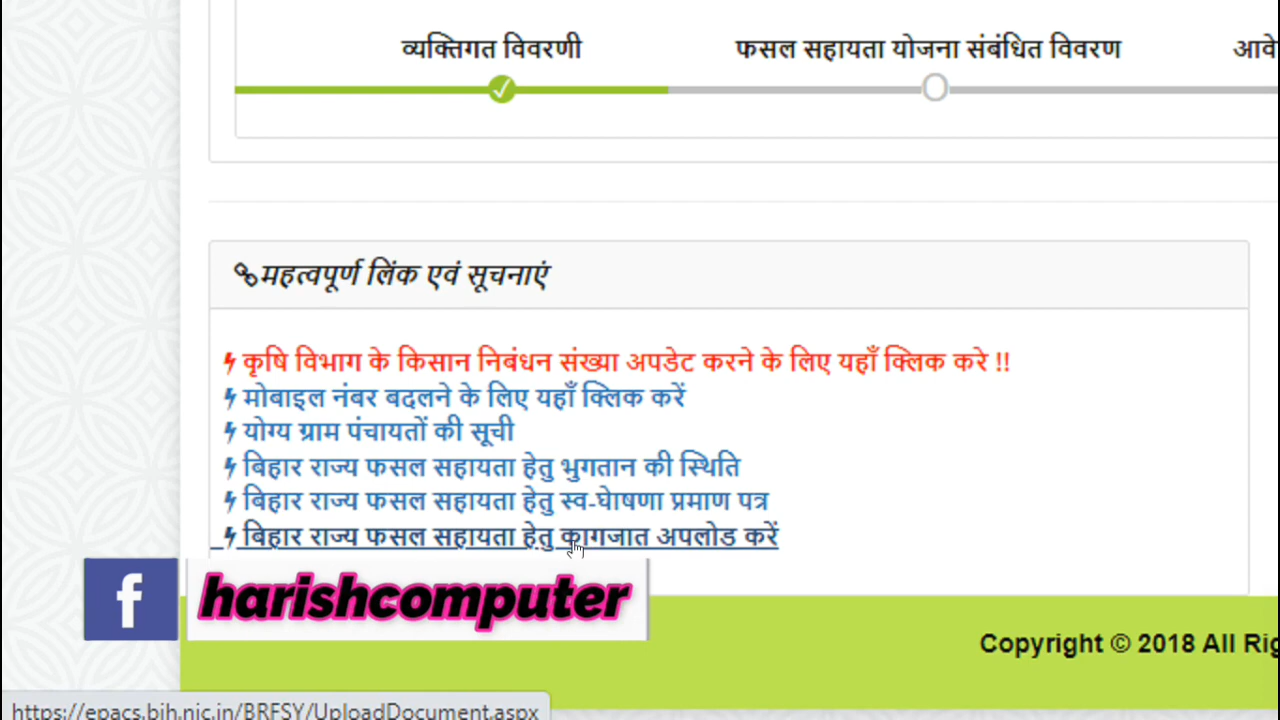 व्यक्तिगत विवरणी
फसल सहायता योजना संबंधित विवरण
आवे
महत्वपूर्ण लिंक एवं सूचनाएं
कृषि विभाग के किसान निबंधन संख्या अपडेट करने के लिए यहाँ क्लिक करे !!
मोबाइल नंबर बदलने के लिए यहाँ क्लिक करें
योग्य ग्राम पंचायतों की सूची
बिहार राज्य फसल सहायता हेतु भुगतान की स्थिति
बिहार राज्य फसल सहायता हेतु स्व-घेाषणा प्रमाण पत्र
बिहार राज्य फसल सहायता हेतु कागजात अपलोड करें
f harishcomputer
Copyright © 2018 All Rig
https://epacs.bih.nic.in/BRFSY/UploadDocument.aspx